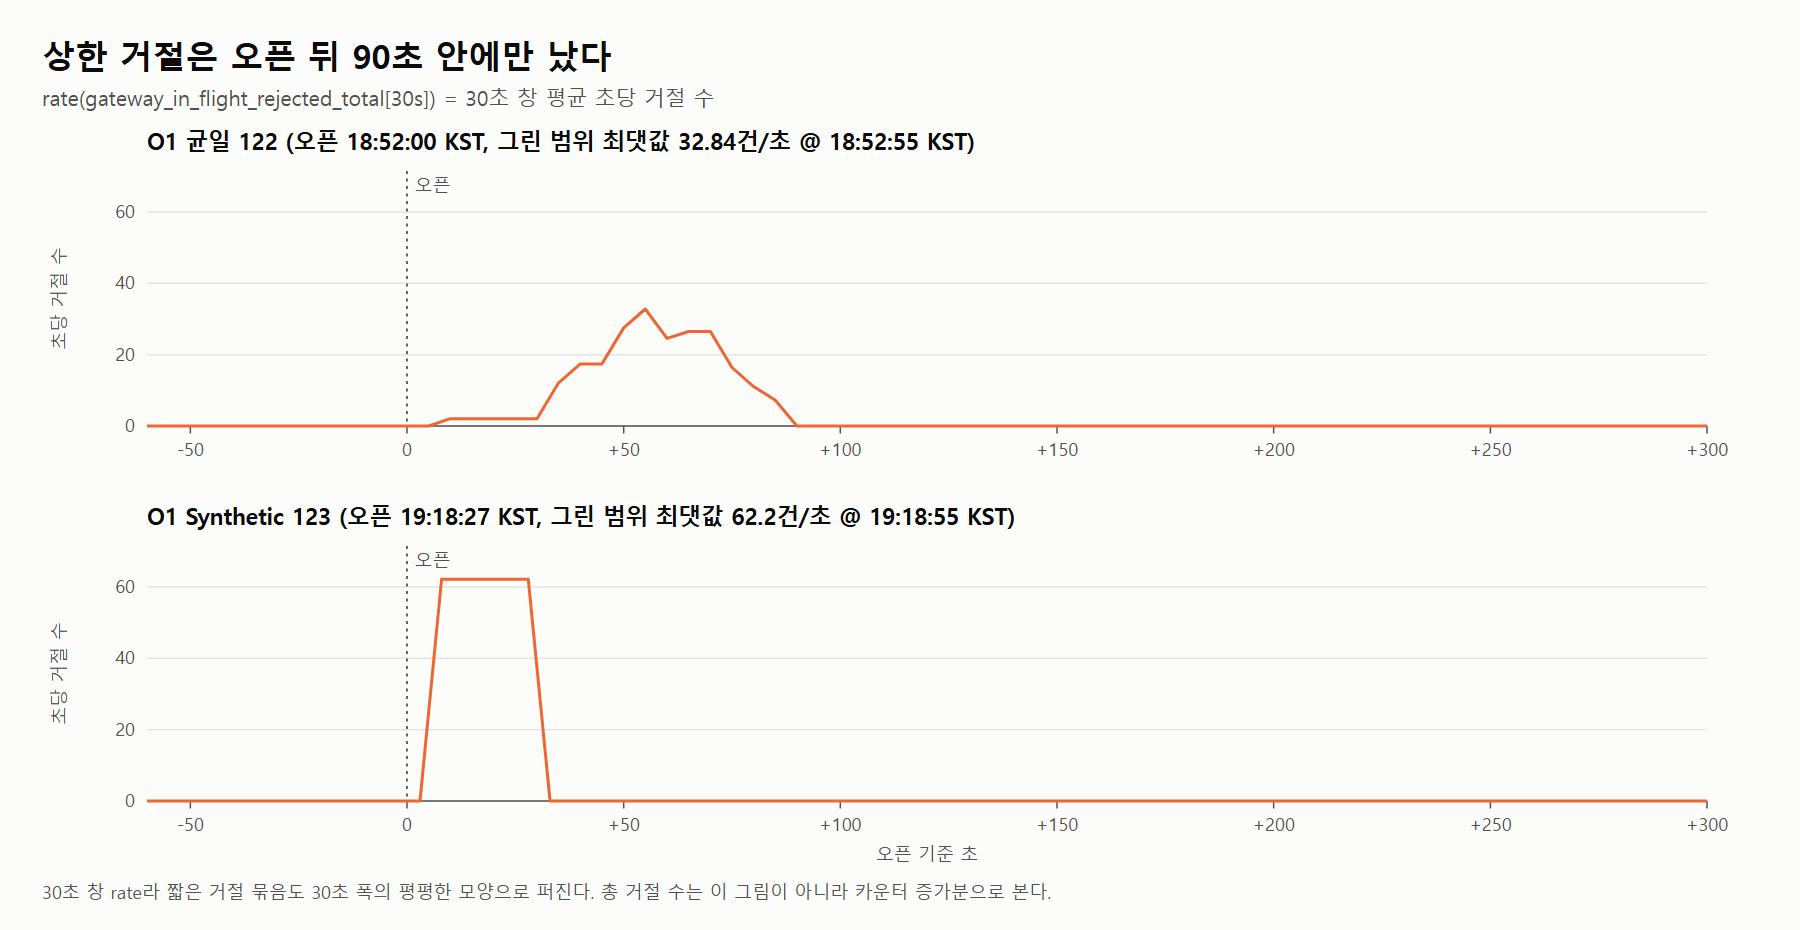 상한 거절은 오픈 뒤 90초 안에만 났다
rate(gateway_in_flight_rejected_total[30s]) = 30초 창 평균 초당 거절 수
O1 균일 122 (오픈 18:52:00 KST, 그린 범위 최댓값 32.84건/초 @ 18:52:55 KST)
오픈
60
40
20
0
초당 거절 수
-50 0 +50 +100 +150 +200 +250 +300
O1 Synthetic 123 (오픈 19:18:27 KST, 그린 범위 최댓값 62.2건/초 @ 19:18:55 KST)
오픈
60
40
20
0
초당 거절 수
-50 0 +50 +100 +150 +200 +250 +300
오픈 기준 초
30초 창 rate라 짧은 거절 묶음도 30초 폭의 평평한 모양으로 퍼진다. 총 거절 수는 이 그림이 아니라 카운터 증가분으로 본다.